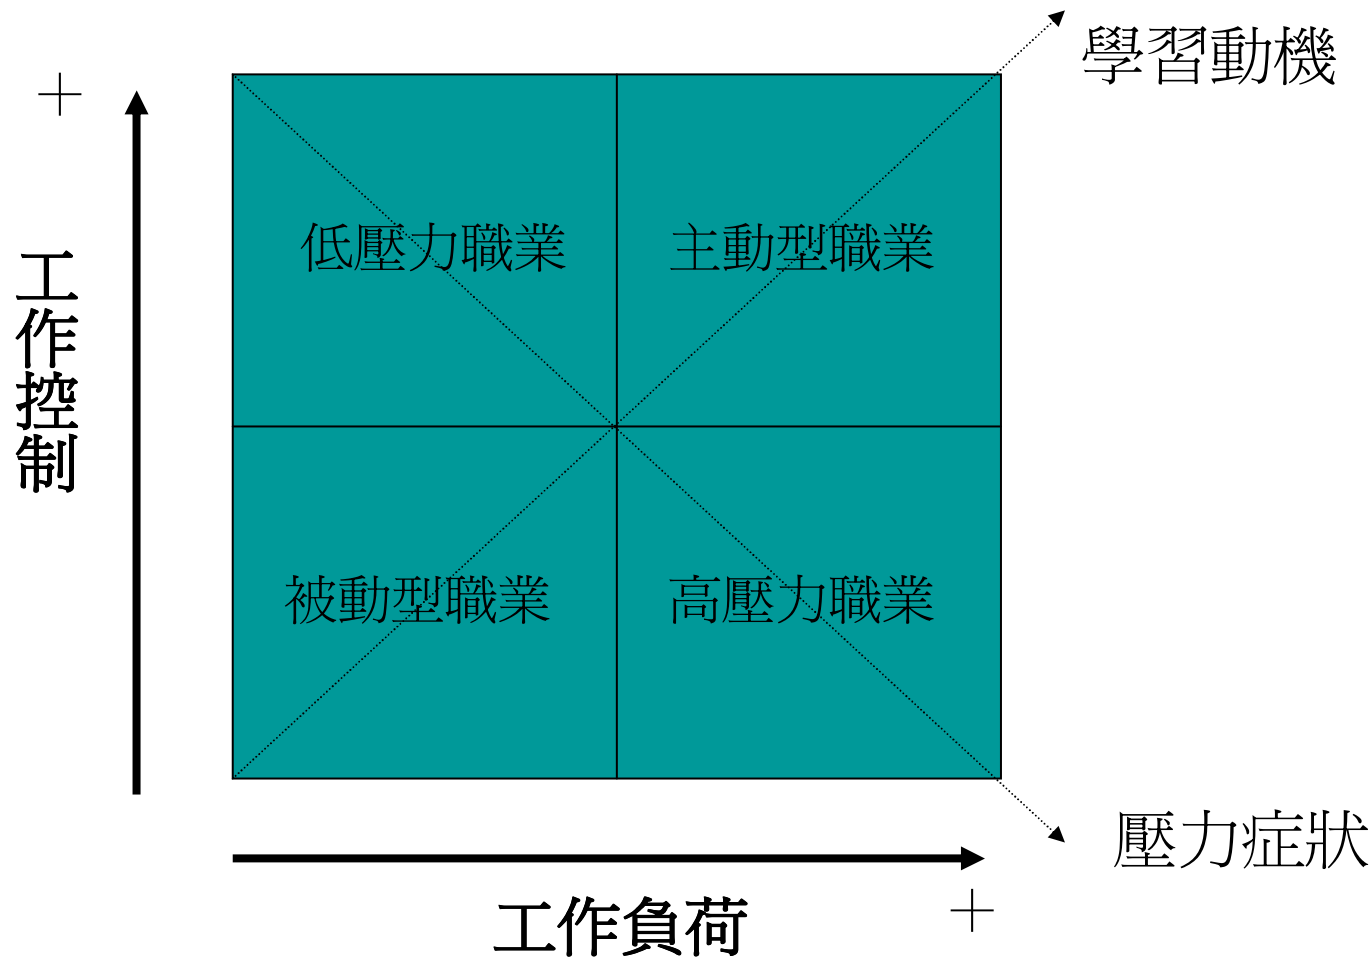 學習動機
+
工作控制
低壓力職業
主動型職業
被動型職業
高壓力職業
壓力症狀
工作負荷
+